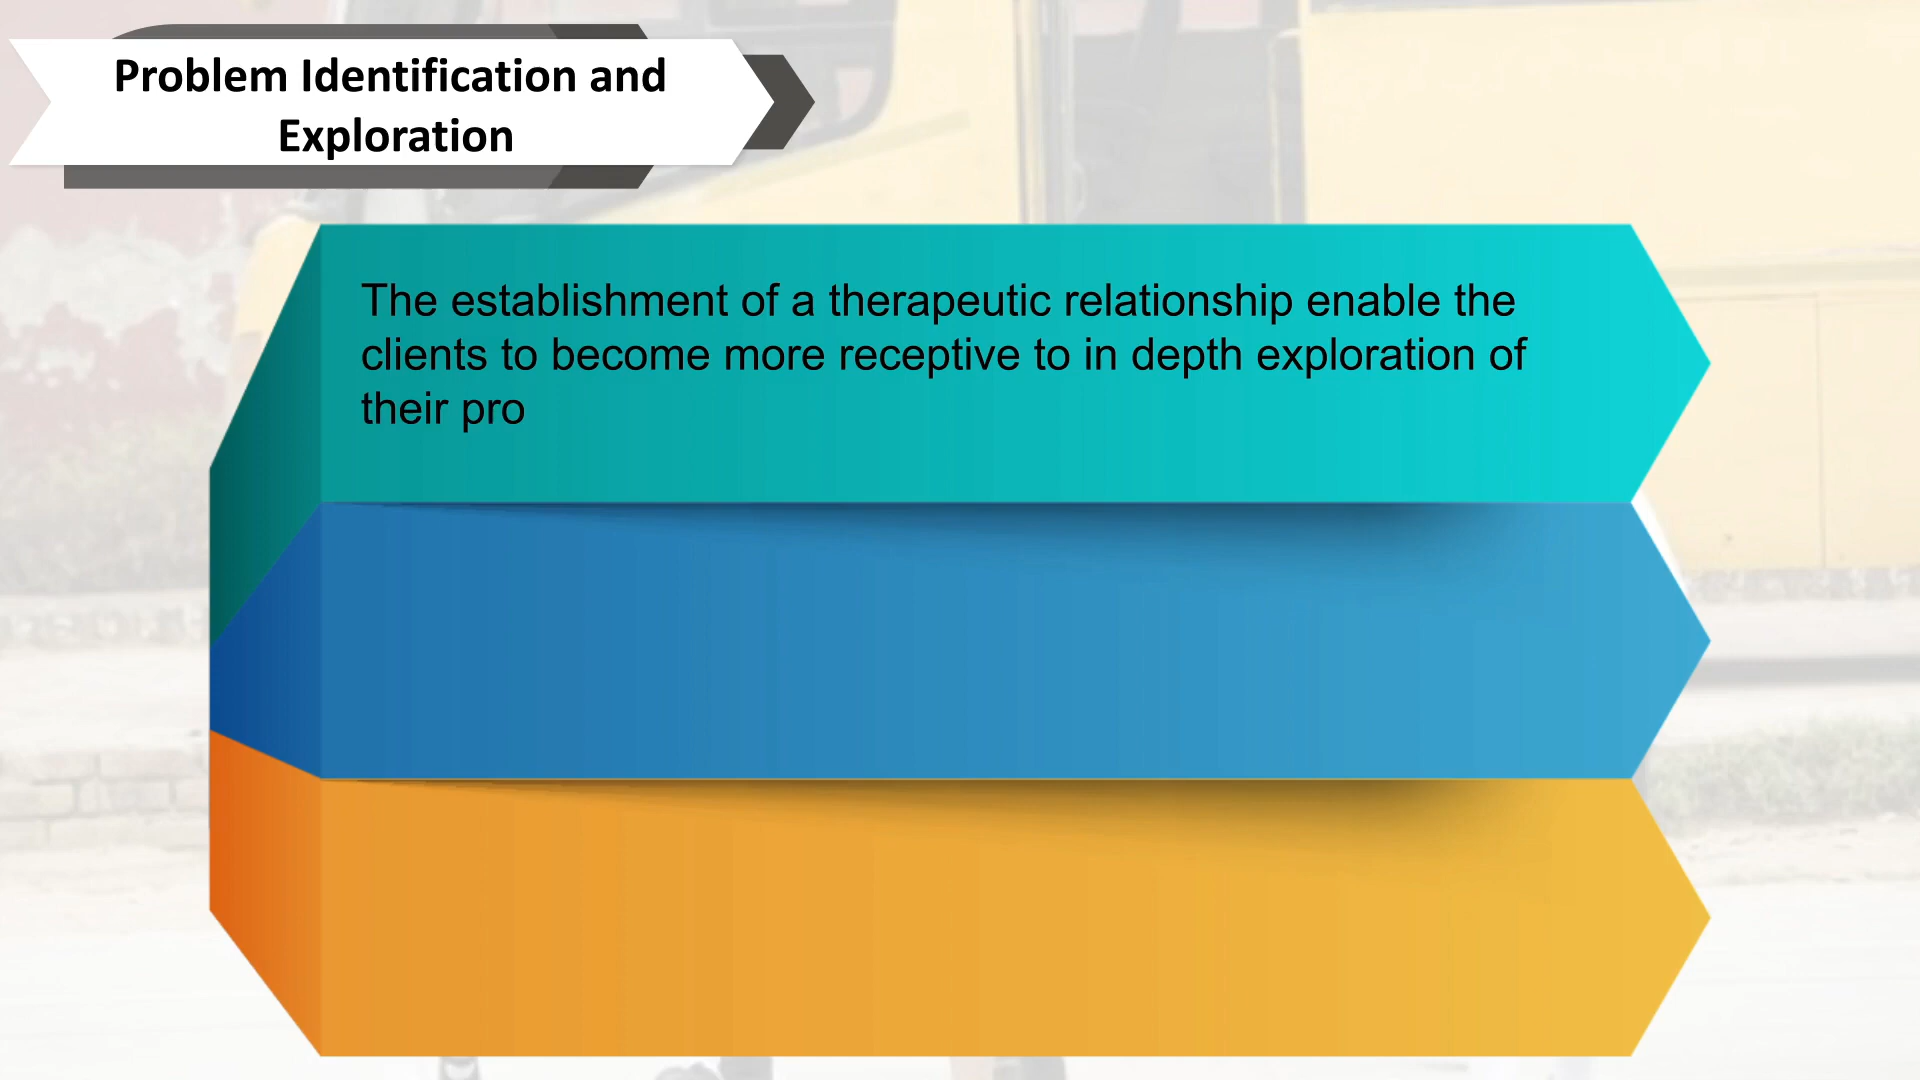 Problem Identification and
Exploration
The establishment of a therapeutic relationship enable the
clients to become more receptive to in depth exploration of
their pro